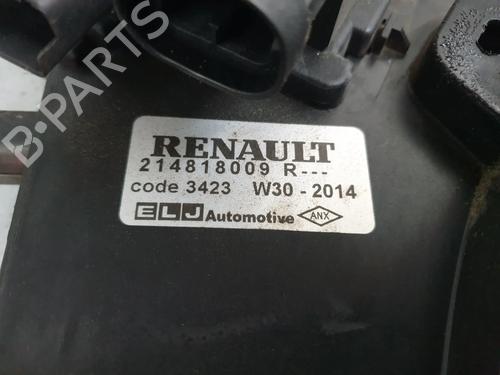 RENAULT
214818009 R---
code 3423 W30 - 2014
ELJ Automotive ANX
B-PARTS